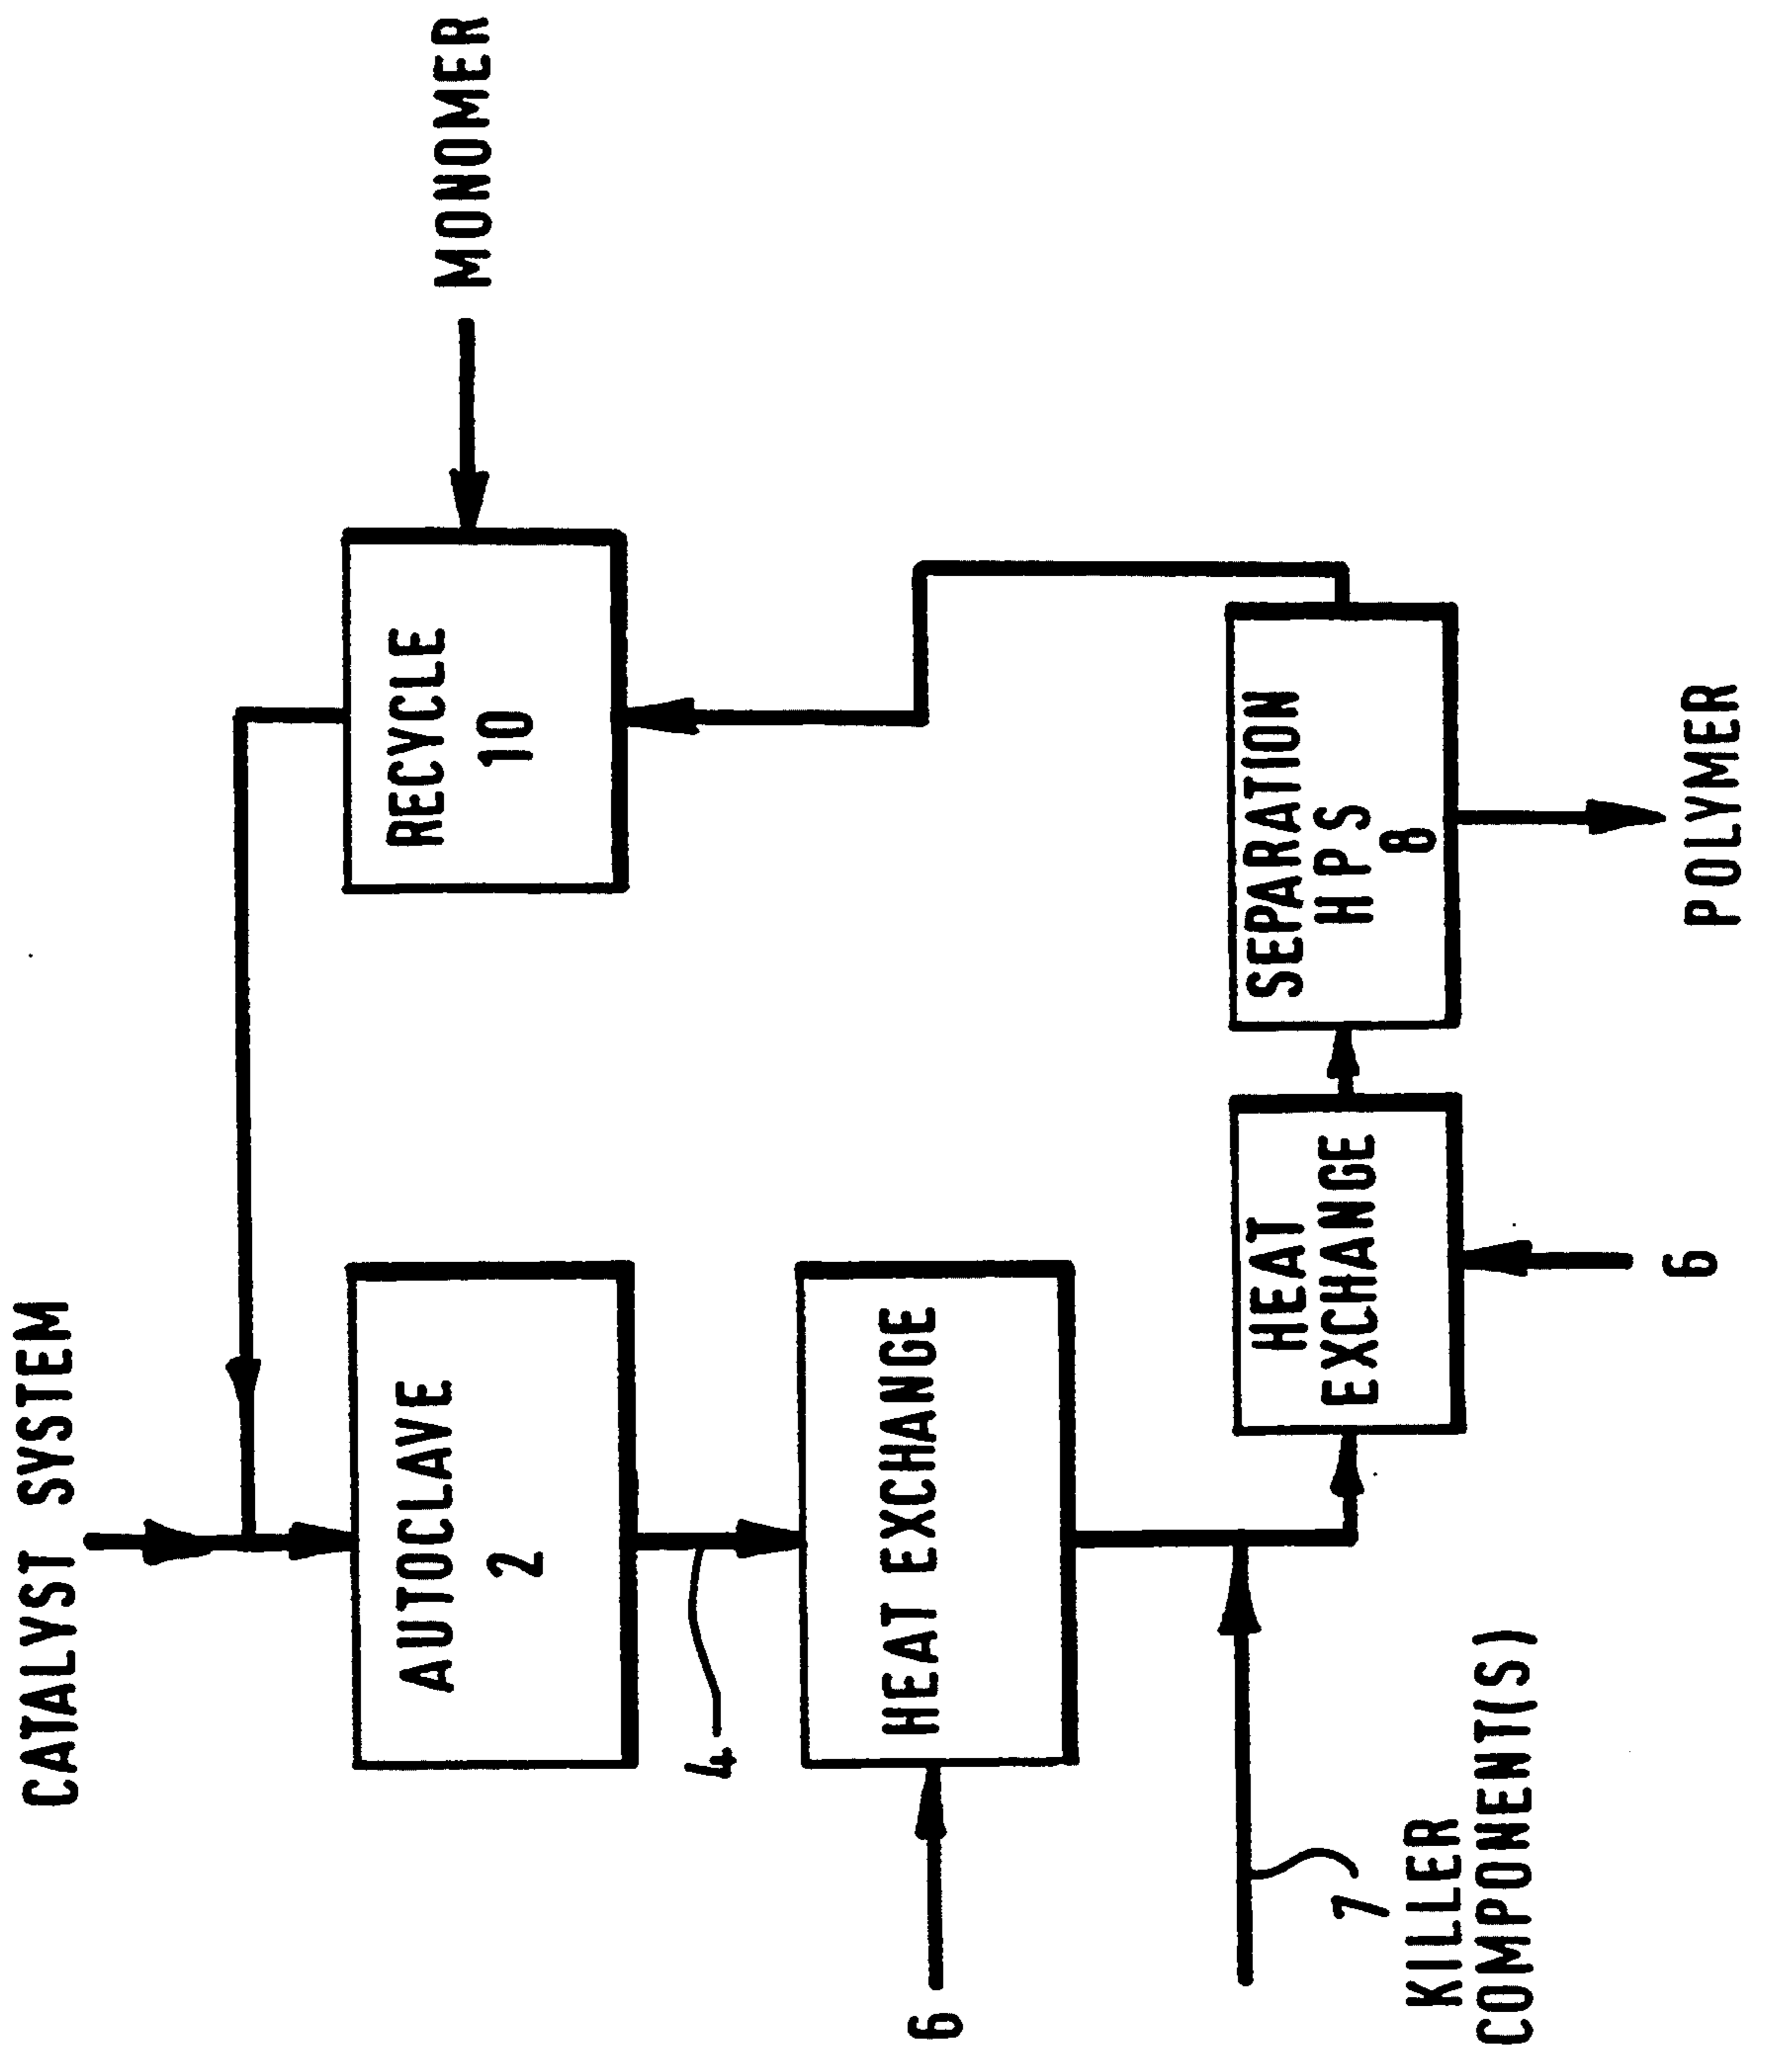 CATALYST SYSTEM
AUTOCLAVE
2
4
HEAT EXCHANGE
6
7
KILLER
COMPONENT(S)
HEAT
EXCHANGE
6
SEPARATION
HPS
8
POLYMER
RECYCLE
10
MONOMER